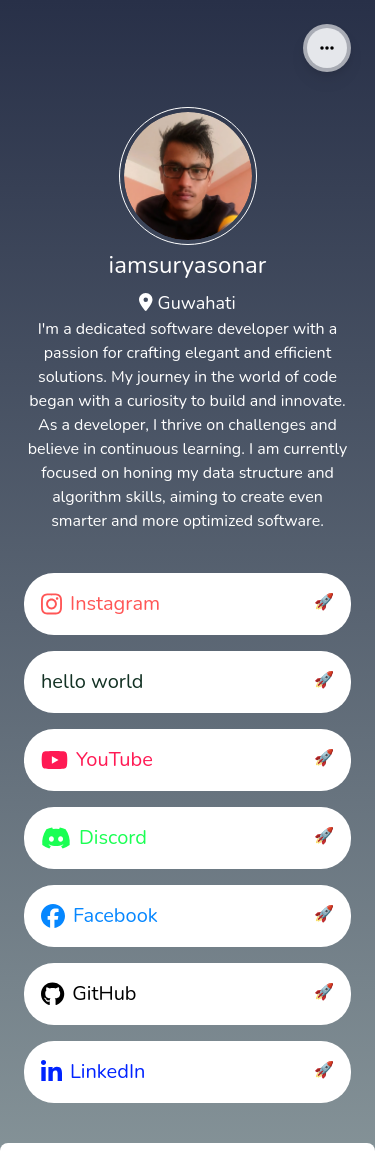 iamsuryasonar
Guwahati
I'm a dedicated software developer with a
passion for crafting elegant and efficient
solutions. My journey in the world of code
began with a curiosity to build and innovate.
As a developer, I thrive on challenges and
believe in continuous learning. I am currently
focused on honing my data structure and
algorithm skills, aiming to create even
smarter and more optimized software.
Instagram
hello world
YouTube
Discord
Facebook
GitHub
LinkedIn